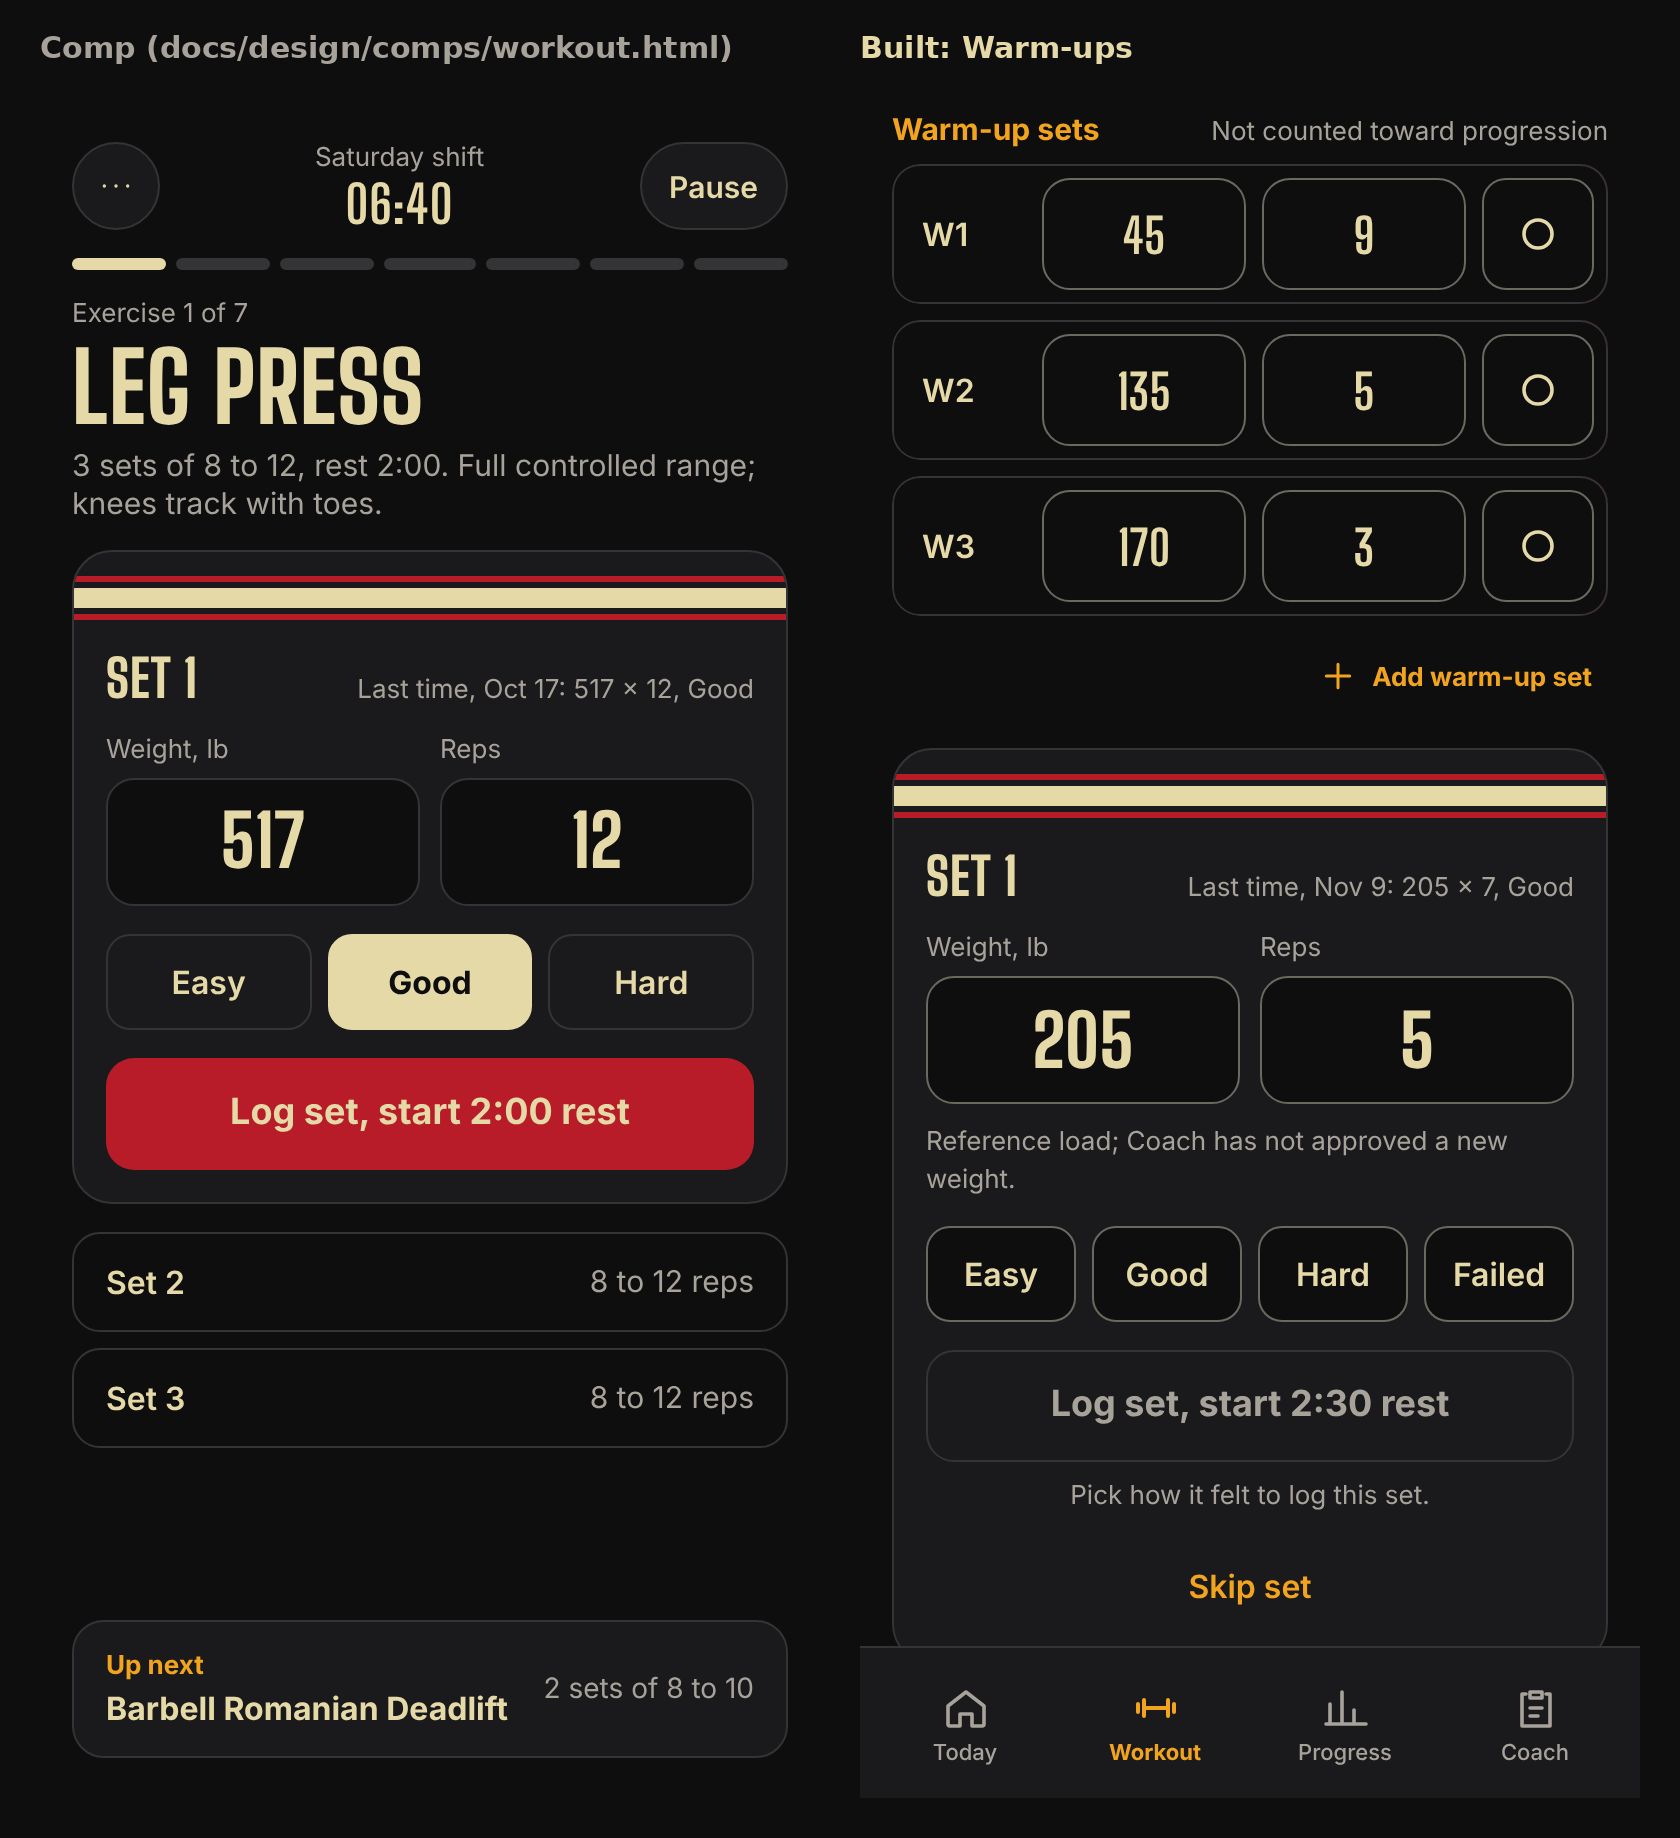 Comp (docs/design/comps/workout.html)
...
Saturday shift
06:40
Pause
Exercise 1 of 7
LEG PRESS
3 sets of 8 to 12, rest 2:00. Full controlled range;
knees track with toes.
SET 1
Last time, Oct 17: 517 × 12, Good
Weight, lb
Reps
517
12
Easy
Good
Hard
Log set, start 2:00 rest
Set 2
8 to 12 reps
Set 3
8 to 12 reps
Up next
Barbell Romanian Deadlift
2 sets of 8 to 10
Built: Warm-ups
Warm-up sets
Not counted toward progression
W1
45
9
W2
135
5
W3
170
3
+ Add warm-up set
SET 1
Last time, Nov 9: 205 × 7, Good
Weight, lb
Reps
205
5
Reference load; Coach has not approved a new
weight.
Easy
Good
Hard
Failed
Log set, start 2:30 rest
Pick how it felt to log this set.
Skip set
Today
Workout
Progress
Coach